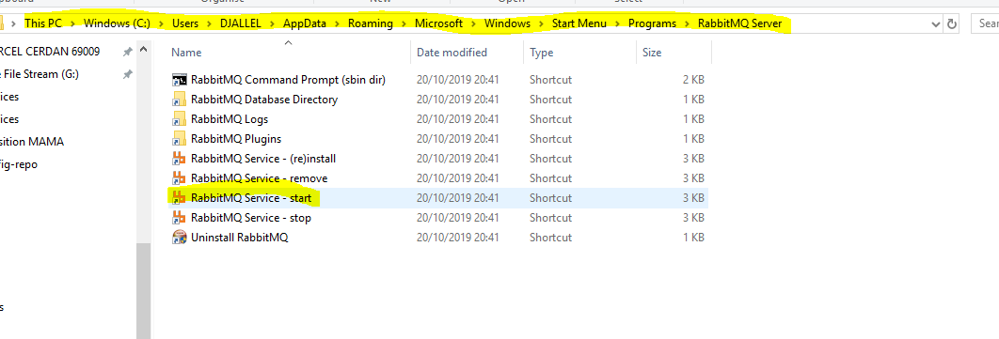 Organise New Open Select
This PC > Windows (C:) > Users > DJALLEL > AppData > Roaming > Microsoft > Windows > Start Menu > Programs > RabbitMQ Server
Sear
RCEL CERDAN 69009
e File Stream (G:)
ices
ices
sition MAMA
fig-repo
s
Name Date modified Type Size
RabbitMQ Command Prompt (sbin dir) 20/10/2019 20:41 Shortcut 2 KB
RabbitMQ Database Directory 20/10/2019 20:41 Shortcut 1 KB
RabbitMQ Logs 20/10/2019 20:41 Shortcut 1 KB
RabbitMQ Plugins 20/10/2019 20:41 Shortcut 1 KB
RabbitMQ Service - (re)install 20/10/2019 20:41 Shortcut 3 KB
RabbitMQ Service - remove 20/10/2019 20:41 Shortcut 3 KB
RabbitMQ Service - start 20/10/2019 20:41 Shortcut 3 KB
RabbitMQ Service - stop 20/10/2019 20:41 Shortcut 3 KB
Uninstall RabbitMQ 20/10/2019 20:41 Shortcut 1 KB